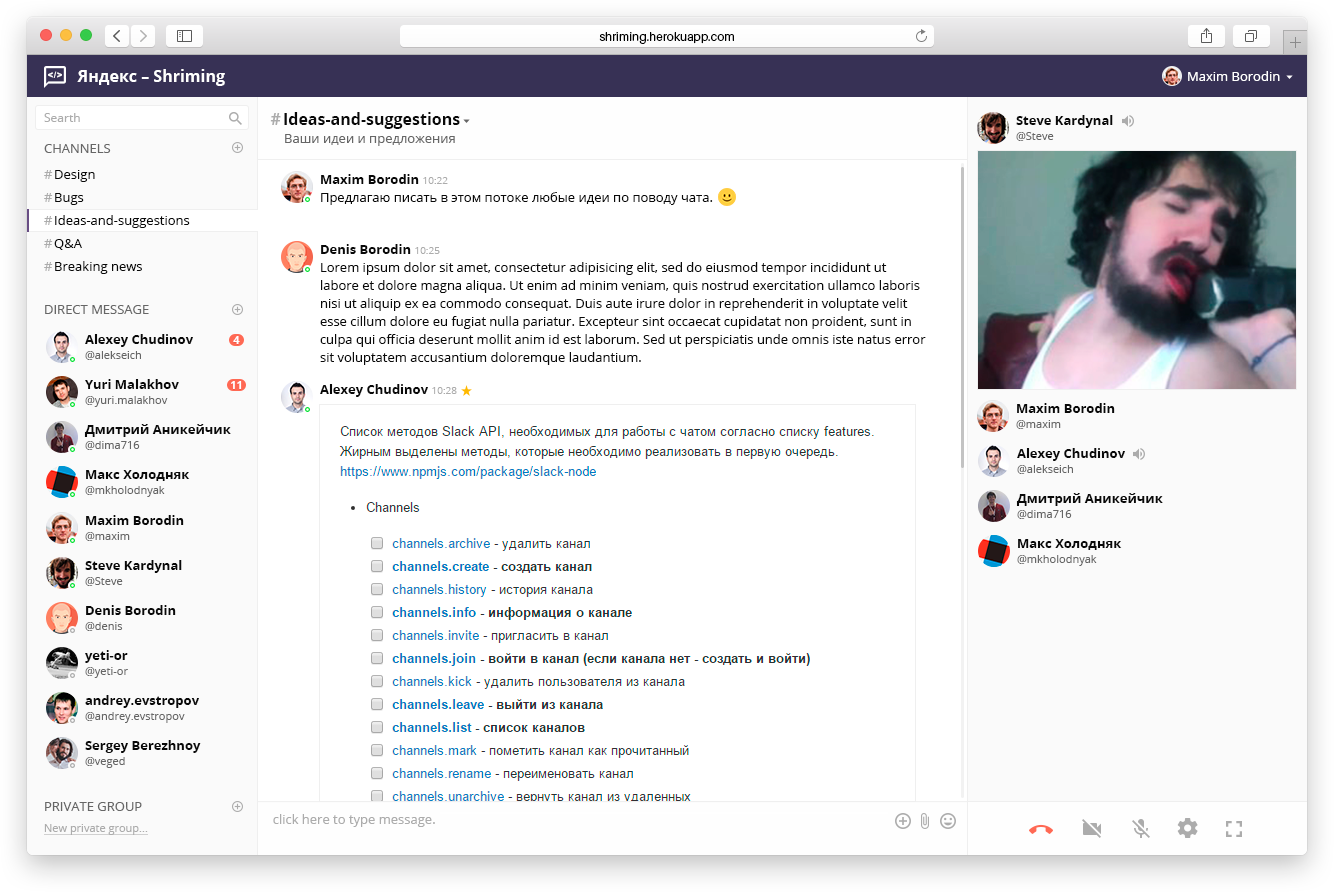 shriming.herokuapp.com
Яндекс – Shriming
Maxim Borodin
Search
CHANNELS
#Design
#Bugs
#Ideas-and-suggestions
#Q&A
#Breaking news
DIRECT MESSAGE
Alexey Chudinov 4
@alekseich
Yuri Malakhov 11
@yuri.malakhov
Дмитрий Аникейчик
@dima716
Макс Холодняк
@mkholodnyak
Maxim Borodin
@maxim
Steve Kardynal
@Steve
Denis Borodin
@denis
yeti-or
@yeti-or
andrey.evstropov
@andrey.evstropov
Sergey Berezhnoy
@veged
PRIVATE GROUP
New private group...
#Ideas-and-suggestions
Ваши идеи и предложения
Maxim Borodin 10:22
Предлагаю писать в этом потоке любые идеи по поводу чата.
Denis Borodin 10:25
Lorem ipsum dolor sit amet, consectetur adipisicing elit, sed do eiusmod tempor incididunt ut
labore et dolore magna aliqua. Ut enim ad minim veniam, quis nostrud exercitation ullamco laboris
nisi ut aliquip ex ea commodo consequat. Duis aute irure dolor in reprehenderit in voluptate velit
esse cillum dolore eu fugiat nulla pariatur. Excepteur sint occaecat cupidatat non proident, sunt in
culpa qui officia deserunt mollit anim id est laborum. Sed ut perspiciatis unde omnis iste natus error
sit voluptatem accusantium doloremque laudantium.
Alexey Chudinov 10:28
Список методов Slack API, необходимых для работы с чатом согласно списку features.
Жирным выделены методы, которые необходимо реализовать в первую очередь.
https://www.npmjs.com/package/slack-node
• Channels
channels.archive - удалить канал
channels.create - создать канал
channels.history - история канала
channels.info - информация о канале
channels.invite - пригласить в канал
channels.join - войти в канал (если канала нет - создать и войти)
channels.kick - удалить пользователя из канала
channels.leave - выйти из канала
channels.list - список каналов
channels.mark - пометить канал как прочитанный
channels.rename - переименовать канал
channels.unarchive - вернуть канал из удаленных
click here to type message.
Steve Kardynal
@Steve
Maxim Borodin
@maxim
Alexey Chudinov
@alekseich
Дмитрий Аникейчик
@dima716
Макс Холодняк
@mkholodnyak